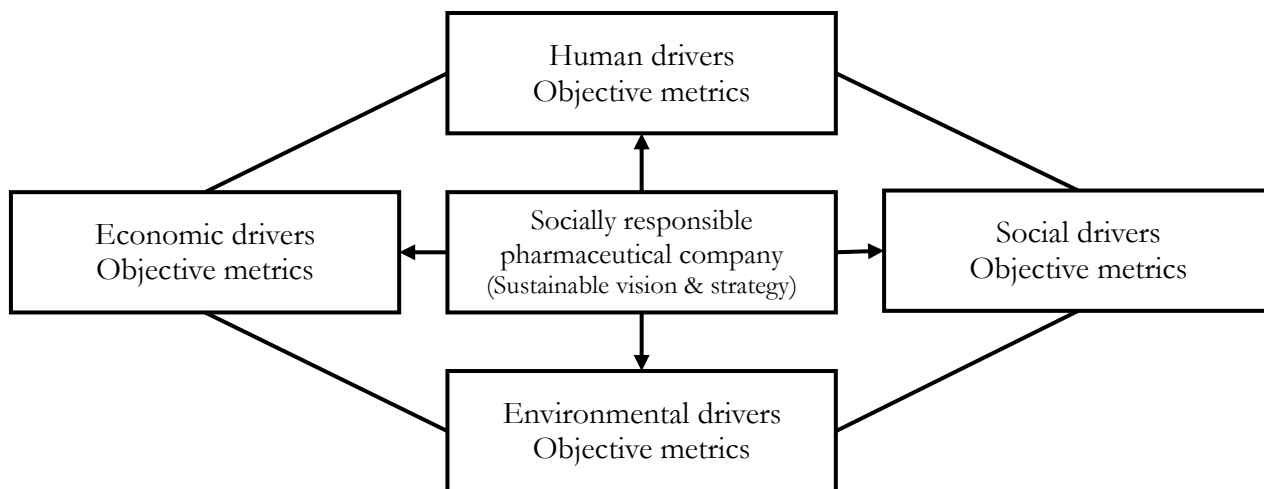 Human drivers
Objective metrics
Economic drivers
Objective metrics
Socially responsible
pharmaceutical company
(Sustainable vision & strategy)
Social drivers
Objective metrics
Environmental drivers
Objective metrics